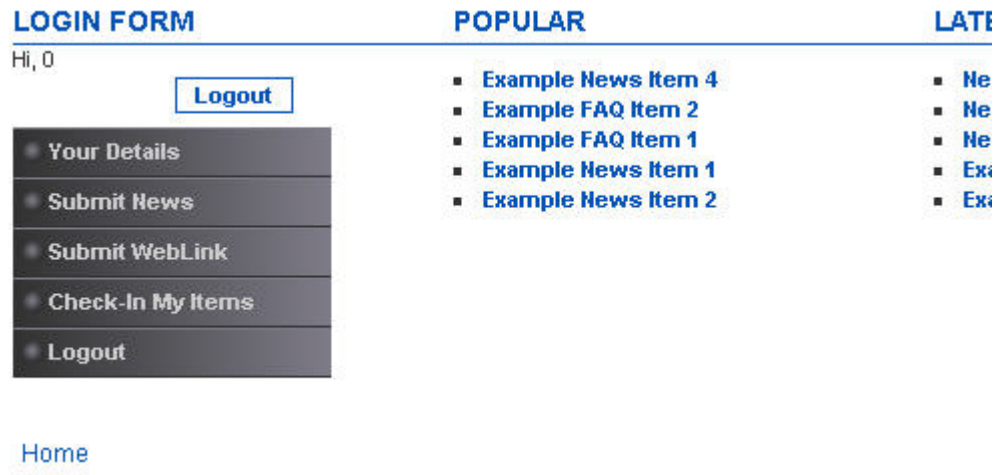 LOGIN FORM
Hi, 0
Logout
Your Details
Submit News
Submit WebLink
Check-In My Items
Logout
POPULAR
Example News Item 4
Example FAQ Item 2
Example FAQ Item 1
Example News Item 1
Example News Item 2
Home